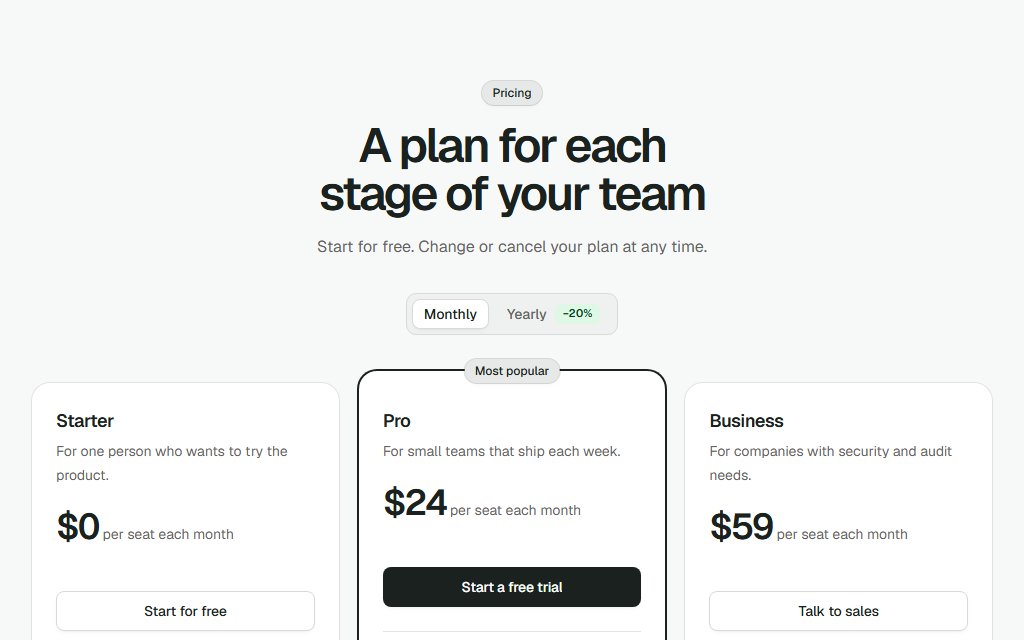 Pricing
A plan for each
stage of your team
Start for free. Change or cancel your plan at any time.
Monthly
Yearly
−20%
Starter
For one person who wants to try the
product.
$0 per seat each month
Start for free
Most popular
Pro
For small teams that ship each week.
$24 per seat each month
Start a free trial
Business
For companies with security and audit
needs.
$59 per seat each month
Talk to sales